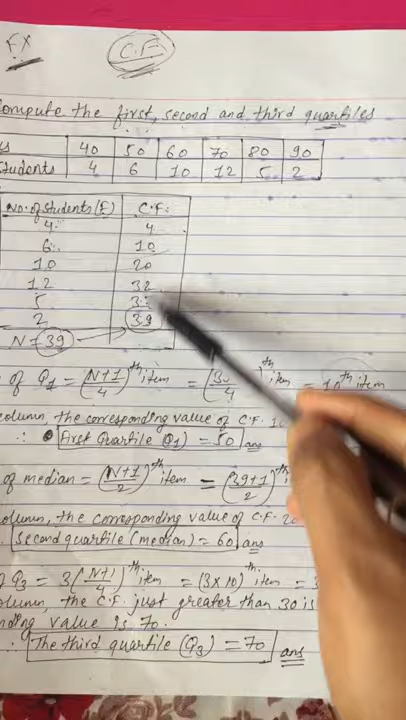 EX
C.F.
compute the first, second and third quartiles
40 50 60 70 80 90
Students 4 6 10 12 5 2
No. of Students (f) C.F.
4 4
6 10
10 20
12 32
5
2 39
N = 39
of Q1 = (N+1/4)th item = th item = 10th item
column the corresponding value of C.F. 10
∴ First Quartile (Q1) = 50 ans
of median = (N+1/2)th item = (39+1/2)th
column, the corresponding value of C.F. 20
Second quartile (median) = 60 ans
Q3 = 3(N+1/4)th item = (3×10)th item = 3
column, the C.F. just greater than 30 is
value is 70.
∴ The third quartile (Q3) = 70 ans